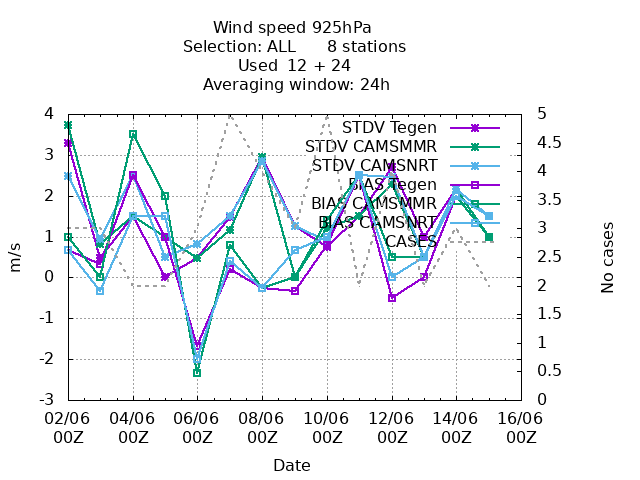 Wind speed 925hPa
Selection: ALL 8 stations
Used 12 + 24
Averaging window: 24h
STDV Tegen
STDV CAMSMMR
STDV CAMSNRT
BIAS Tegen
BIAS CAMSMMR
BIAS CAMSNRT
CASES
4
3
2
1
0
-1
-2
-3
m/s
5
4.5
4
3.5
3
2.5
2
1.5
1
0.5
0
No cases
02/06 04/06 06/06 08/06 10/06 12/06 14/06 16/06
00Z 00Z 00Z 00Z 00Z 00Z 00Z 00Z
Date